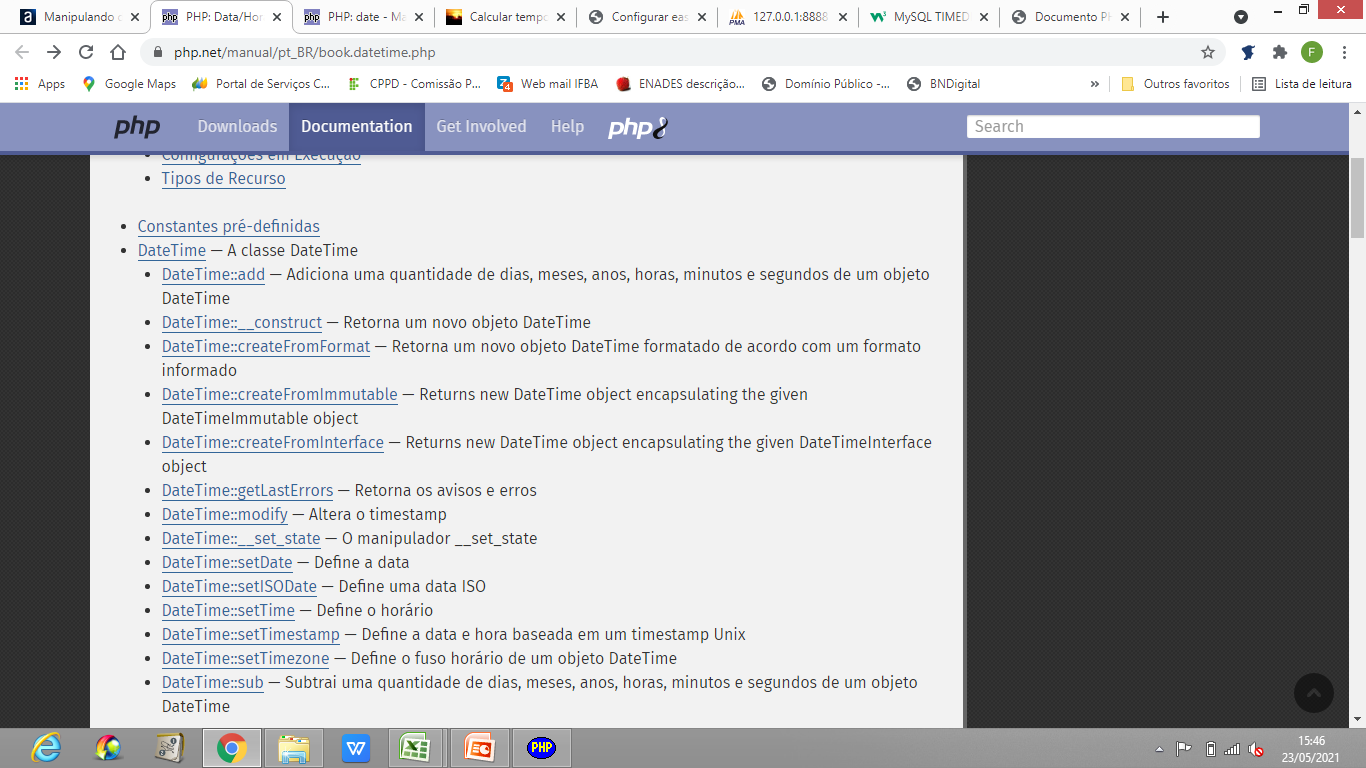 Manipulando d
PHP: Data/Hor
PHP: date - Ma
Calcular tempo
Configurar eas
127.0.0.1:8888
MySQL TIMED
Documento PH
php.net/manual/pt_BR/book.datetime.php
F
Apps
Google Maps
Portal de Serviços C...
CPPD - Comissão P...
Web mail IFBA
ENADES descrição...
Domínio Público -...
BNDigital
»
Outros favoritos
Lista de leitura
php
Downloads
Documentation
Get Involved
Help
php8
Search
Configurações em Execução
Tipos de Recurso
Constantes pré-definidas
DateTime — A classe DateTime
DateTime::add — Adiciona uma quantidade de dias, meses, anos, horas, minutos e segundos de um objeto
DateTime
DateTime::__construct — Retorna um novo objeto DateTime
DateTime::createFromFormat — Retorna um novo objeto DateTime formatado de acordo com um formato
informado
DateTime::createFromImmutable — Returns new DateTime object encapsulating the given
DateTimeImmutable object
DateTime::createFromInterface — Returns new DateTime object encapsulating the given DateTimeInterface
object
DateTime::getLastErrors — Retorna os avisos e erros
DateTime::modify — Altera o timestamp
DateTime::__set_state — O manipulador __set_state
DateTime::setDate — Define a data
DateTime::setISODate — Define uma data ISO
DateTime::setTime — Define o horário
DateTime::setTimestamp — Define a data e hora baseada em um timestamp Unix
DateTime::setTimezone — Define o fuso horário de um objeto DateTime
DateTime::sub — Subtrai uma quantidade de dias, meses, anos, horas, minutos e segundos de um objeto
DateTime
PHP
15:46
23/05/2021